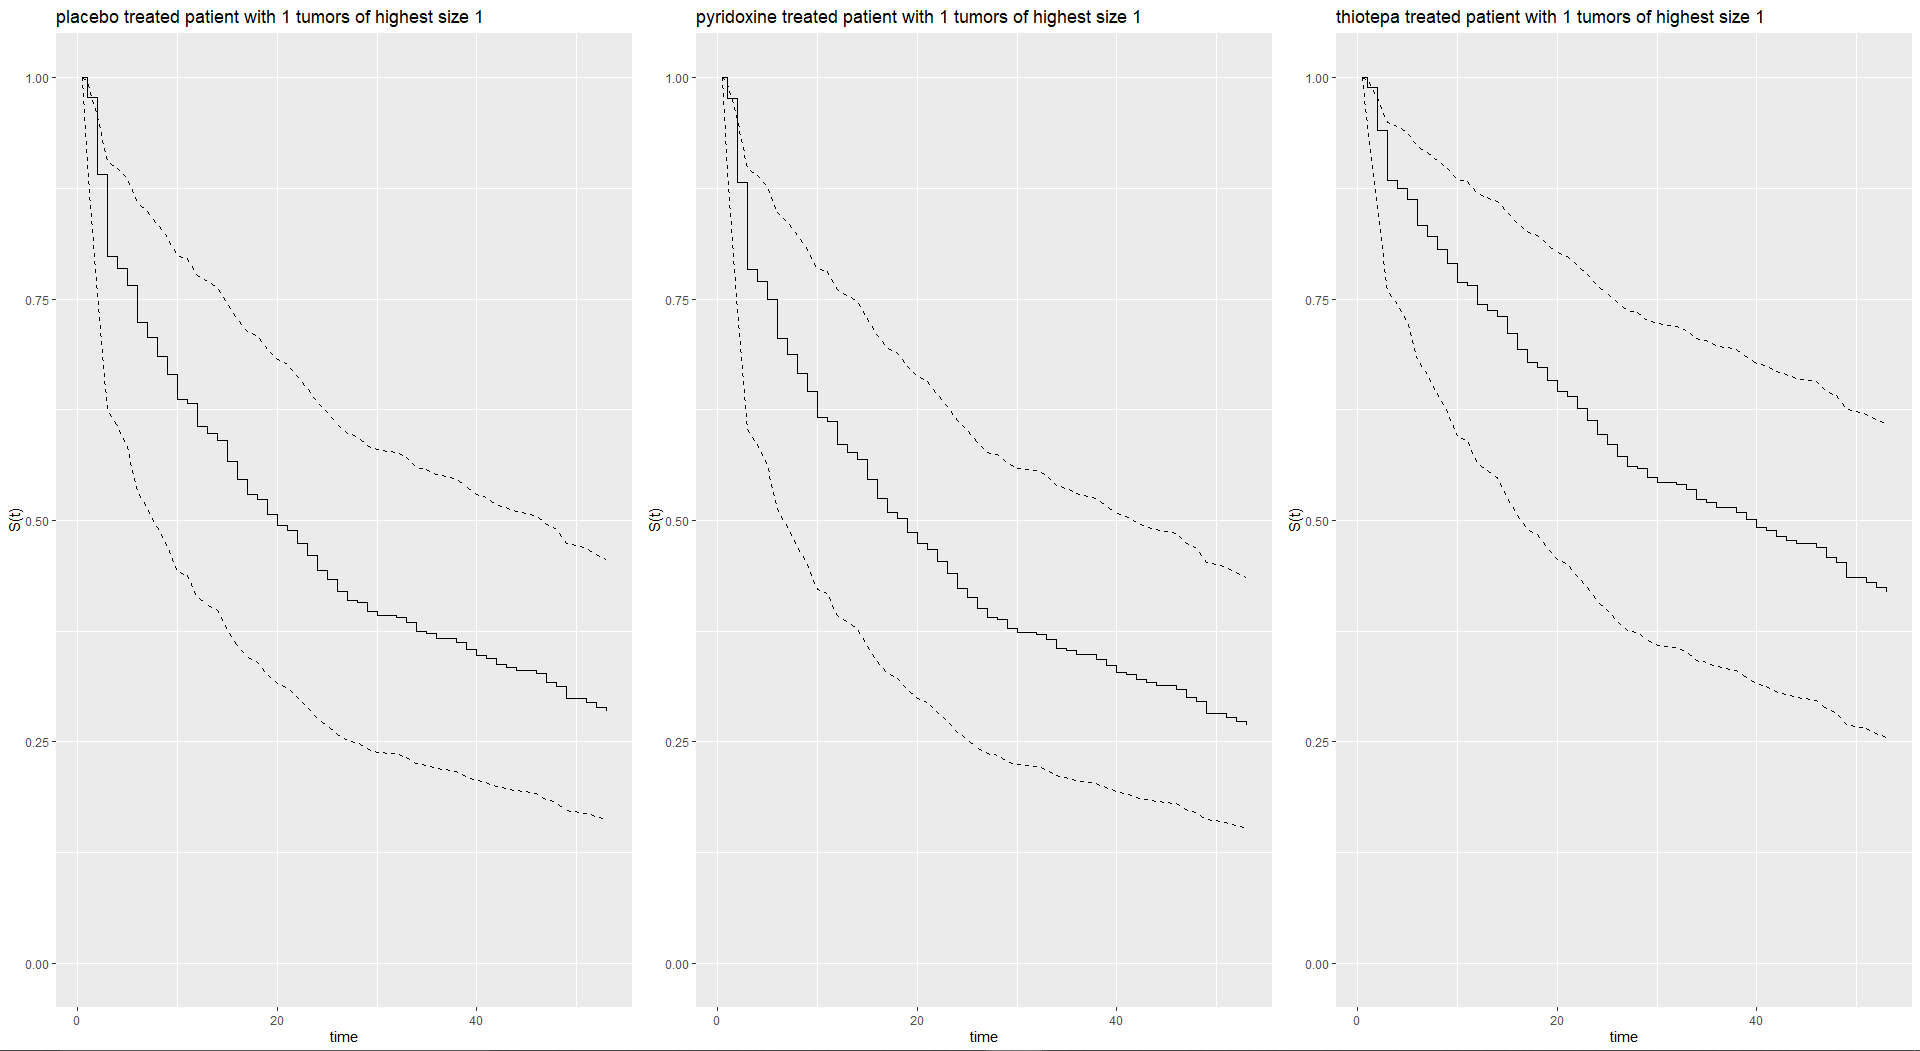 placebo treated patient with 1 tumors of highest size 1
1.00
0.75
0.50
0.25
0.00
S(t)
0 20 40
time
pyridoxine treated patient with 1 tumors of highest size 1
1.00
0.75
0.50
0.25
0.00
S(t)
0 20 40
time
thiotepa treated patient with 1 tumors of highest size 1
1.00
0.75
0.50
0.25
0.00
S(t)
0 20 40
time